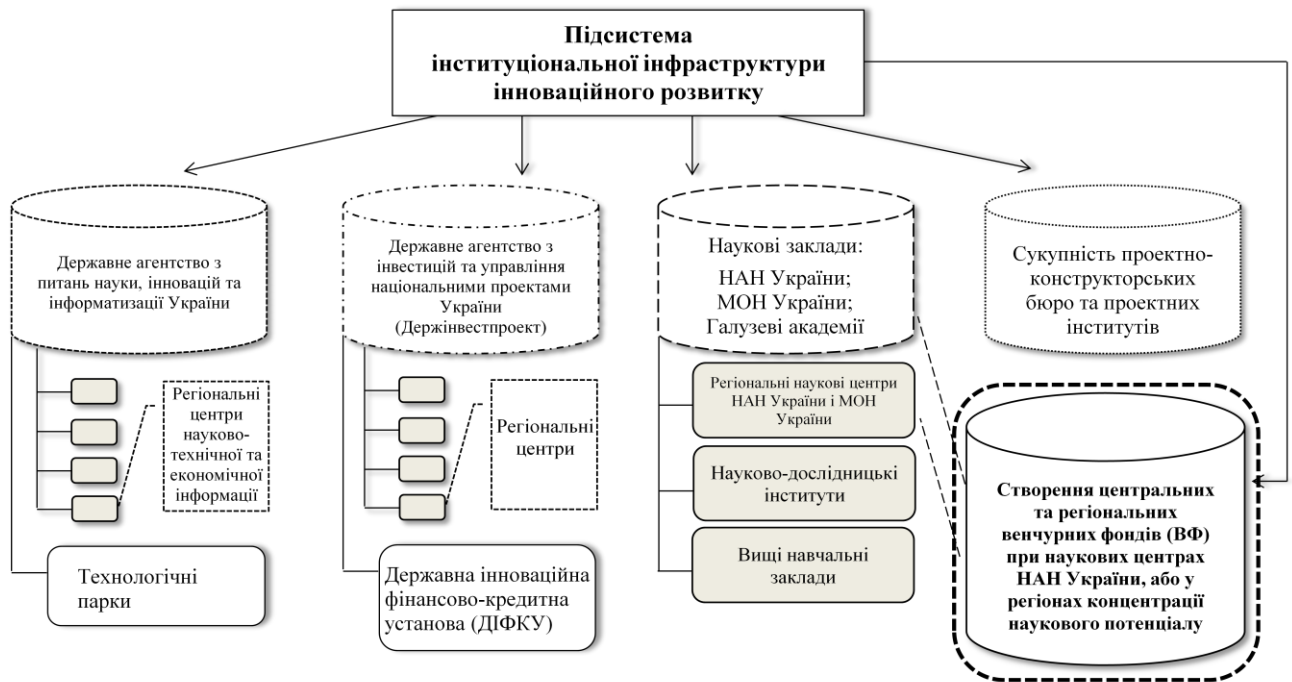 Підсистема
інституціональної інфраструктури
інноваційного розвитку
Державне агентство з
питань науки, інновацій та
інформатизації України
Державне агентство з
інвестицій та управління
національними проектами
України
(Держінвестпроект)
Наукові заклади:
НАН України;
МОН України;
Галузеві академії
Сукупність проектно-
конструкторських
бюро та проектних
інститутів
Регіональні
центри
науково-
технічної та
економічної
інформації
Регіональні
центри
Регіональні наукові центри
НАН України і МОН
України
Науково-дослідницькі
інститути
Вищі навчальні
заклади
Створення центральних
та регіональних
венчурних фондів (ВФ)
при наукових центрах
НАН України, або у
регіонах концентрації
наукового потенціалу
Технологічні
парки
Державна інноваційна
фінансово-кредитна
установа (ДІФКУ)